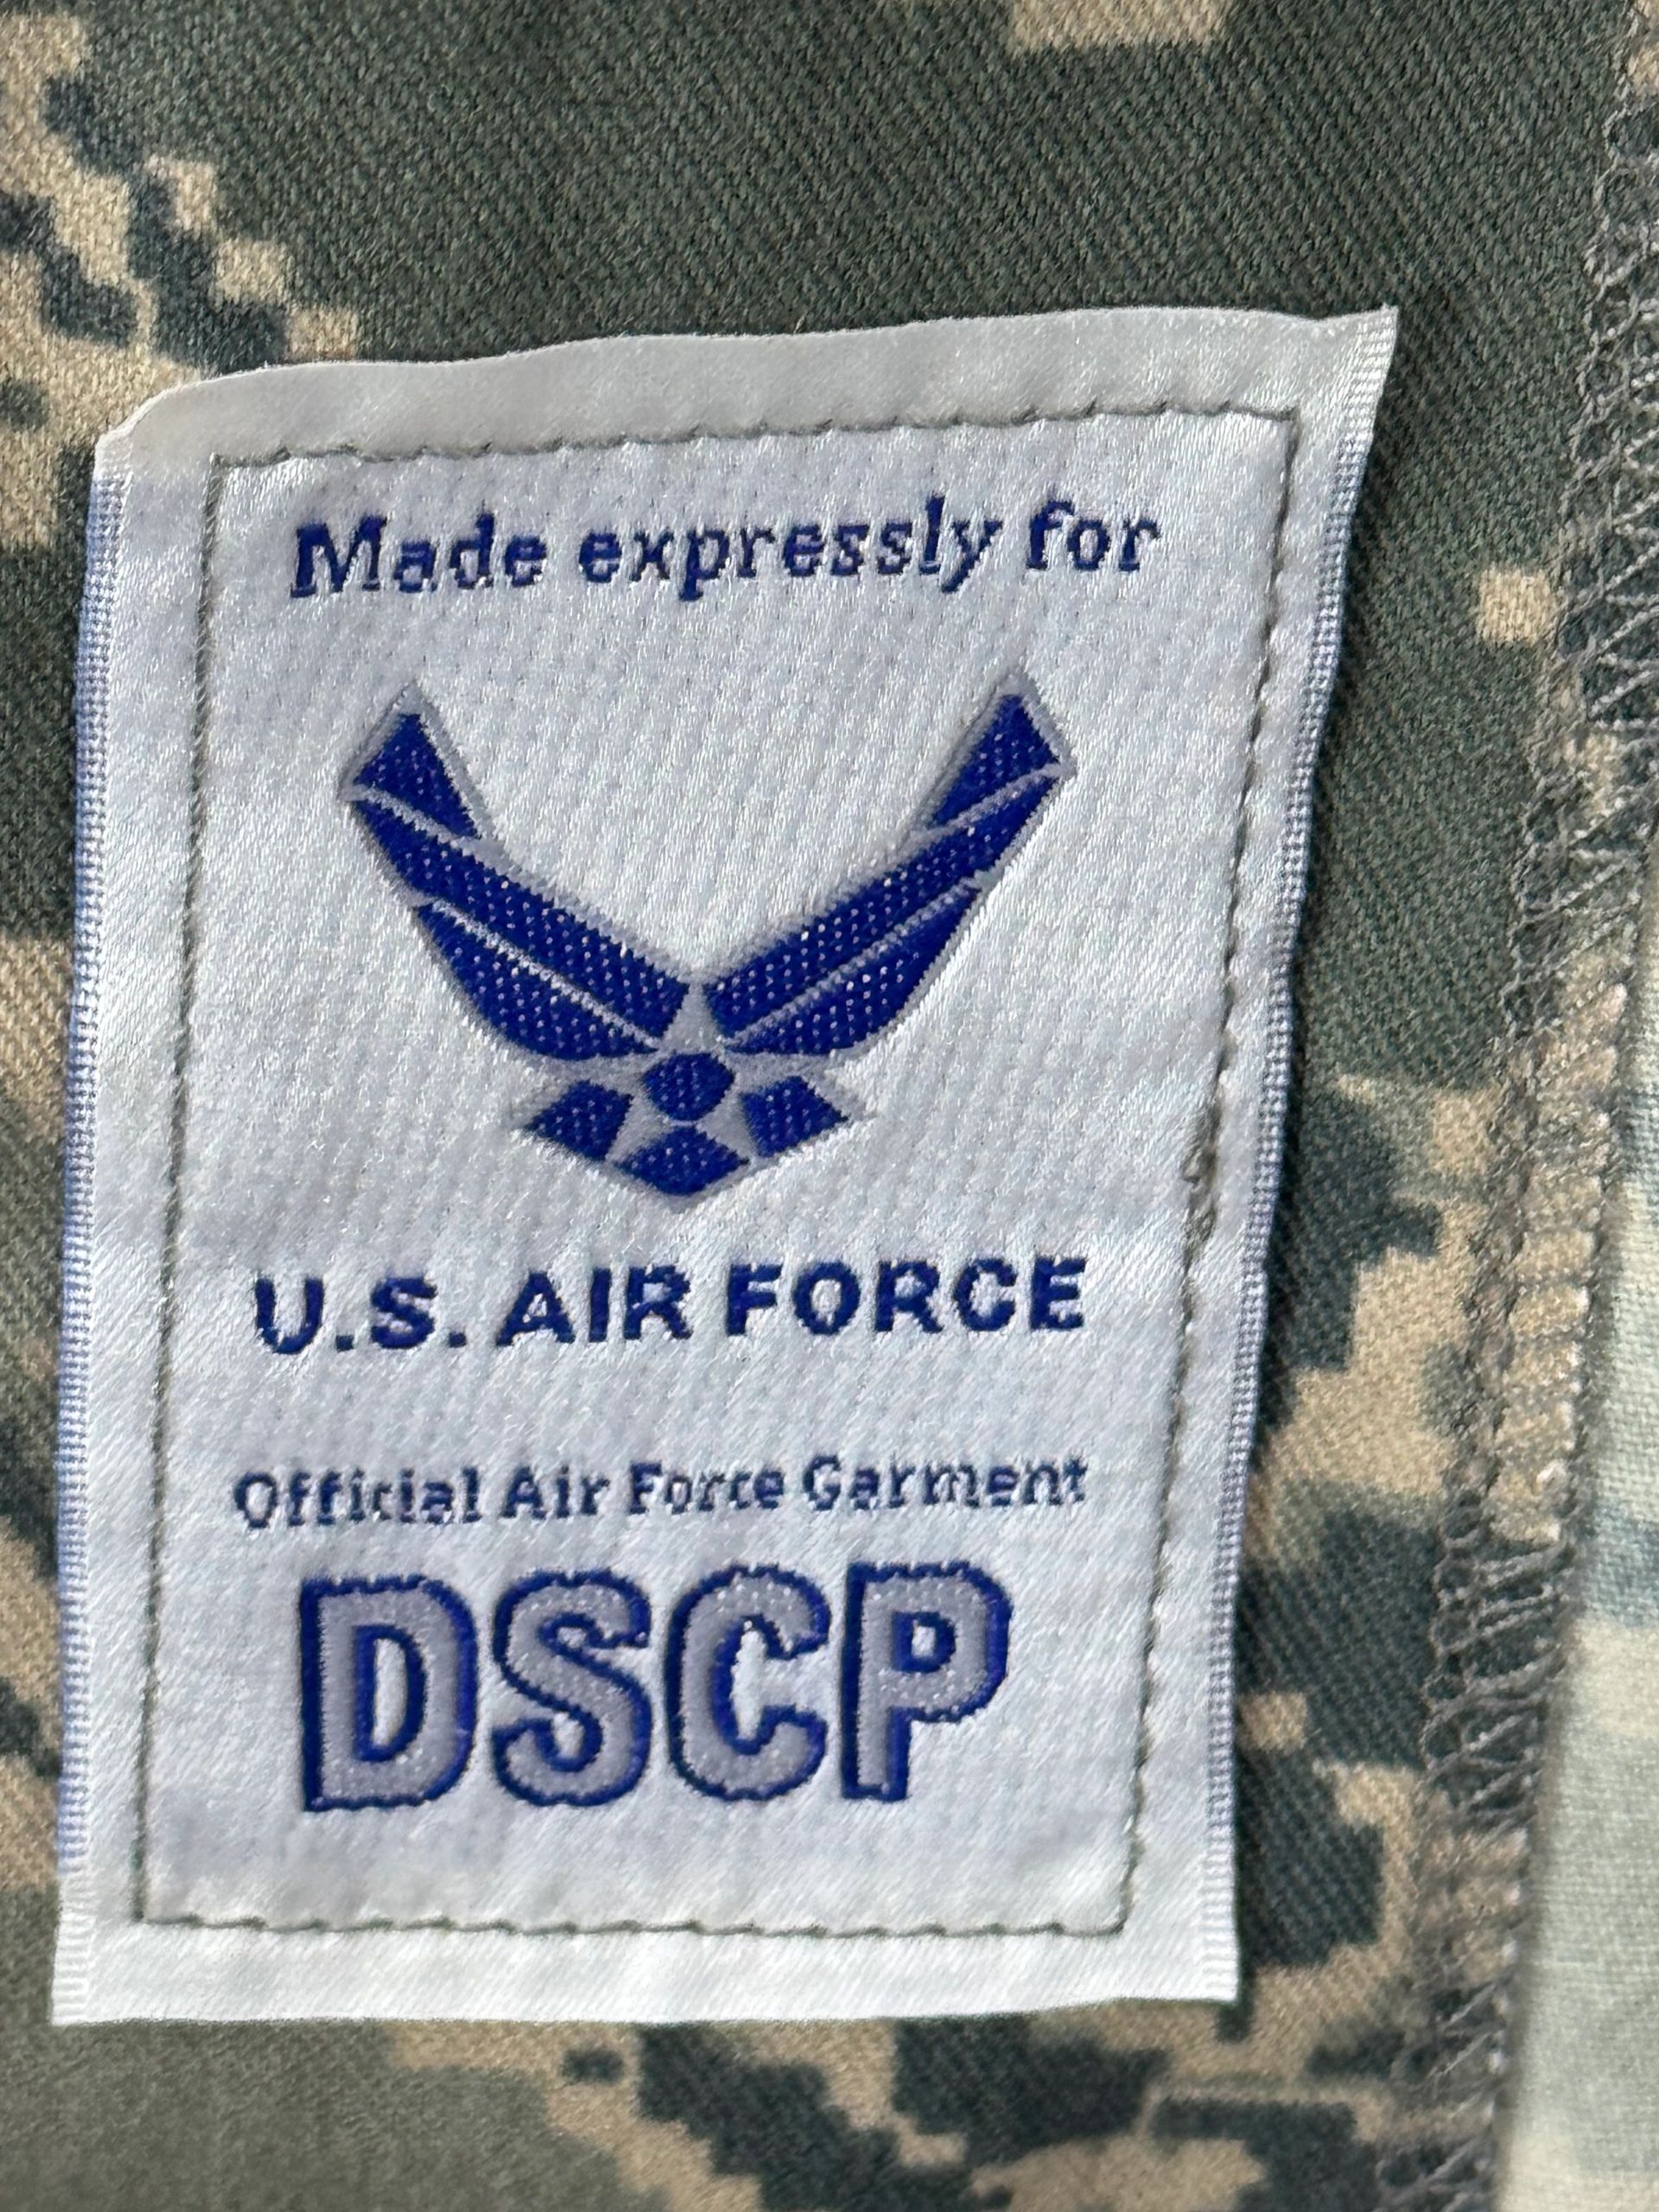 Made expressly for
U.S. AIR FORCE
Official Air Force Garment
DSCP